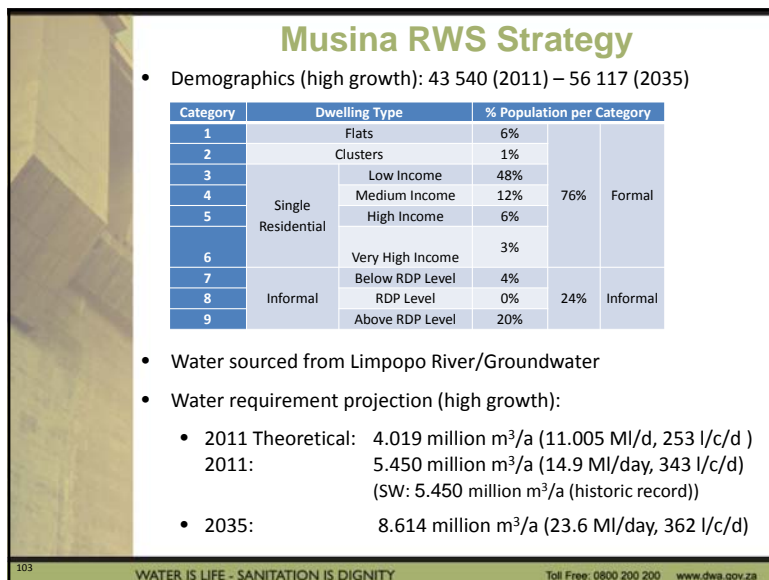 Musina RWS Strategy
• Demographics (high growth): 43 540 (2011) – 56 117 (2035)
Category Dwelling Type % Population per Category
1 Flats 6% 76% Formal
2 Clusters 1%
3 Single Residential Low Income 48%
4 Medium Income 12%
5 High Income 6%
6 Very High Income 3%
7 Informal Below RDP Level 4% 24% Informal
8 RDP Level 0%
9 Above RDP Level 20%
• Water sourced from Limpopo River/Groundwater
• Water requirement projection (high growth):
• 2011 Theoretical: 4.019 million m³/a (11.005 Ml/d, 253 l/c/d )
2011: 5.450 million m³/a (14.9 Ml/day, 343 l/c/d)
(SW: 5.450 million m³/a (historic record))
• 2035: 8.614 million m³/a (23.6 Ml/day, 362 l/c/d)
103
WATER IS LIFE - SANITATION IS DIGNITY Toll Free: 0800 200 200 www.dwa.gov.za